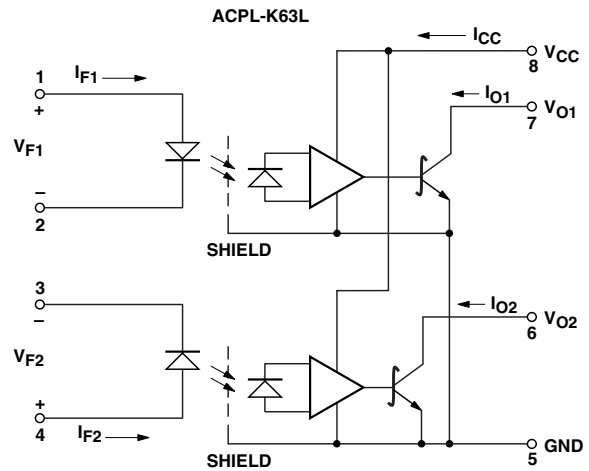 ACPL-K63L
ICC
8 VCC
1 IF1
+
IO1
7 VO1
VF1
–
2
SHIELD
3
–
IO2
6 VO2
VF2
+
4 IF2
GND
5
SHIELD